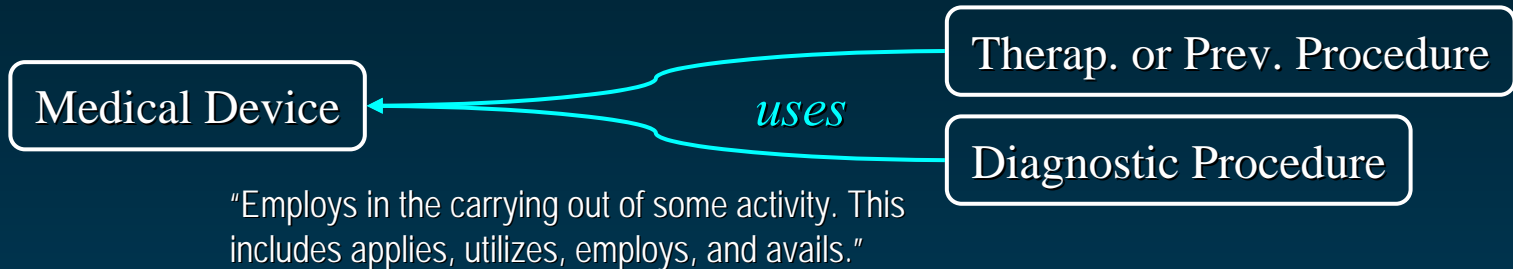 Therap. or Prev. Procedure
Medical Device
uses
Diagnostic Procedure
“Employs in the carrying out of some activity. This
includes applies, utilizes, employs, and avails.”